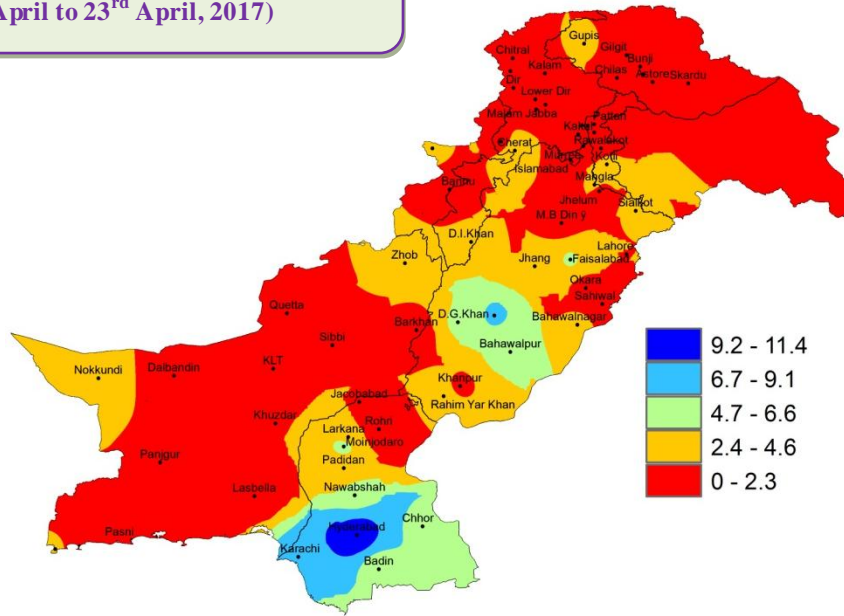 April to 23rd April, 2017)
Gupis
Chitral
Gilgit
Kalam
Bunji
Chilas
Astore Skardu
Dir
Lower Dir
Malam Jabba
Pattan
Kakul
Rawalakot
Cherat
Murree
Kotli
Islamabad
Mangla
Bannu
Jhelum
Sialkot
M.B Din ÿ
D.I.Khan
Lahore
Zhob
Jhang
Faisalabad
Okara
Sahiwal
Quetta
D.G.Khan
Barkhan
Bahawalnagar
Sibbi
Bahawalpur
KLT
Nokkundi
Dalbandin
Khanpur
Jacobabad
Rahim Yar Khan
Khuzdar
Rohri
Larkana
Moinjodaro
Panjgur
Padidan
Lasbella
Nawabshah
Chhor
Pasni
Hyderabad
Karachi
Badin
9.2 - 11.4
6.7 - 9.1
4.7 - 6.6
2.4 - 4.6
0 - 2.3